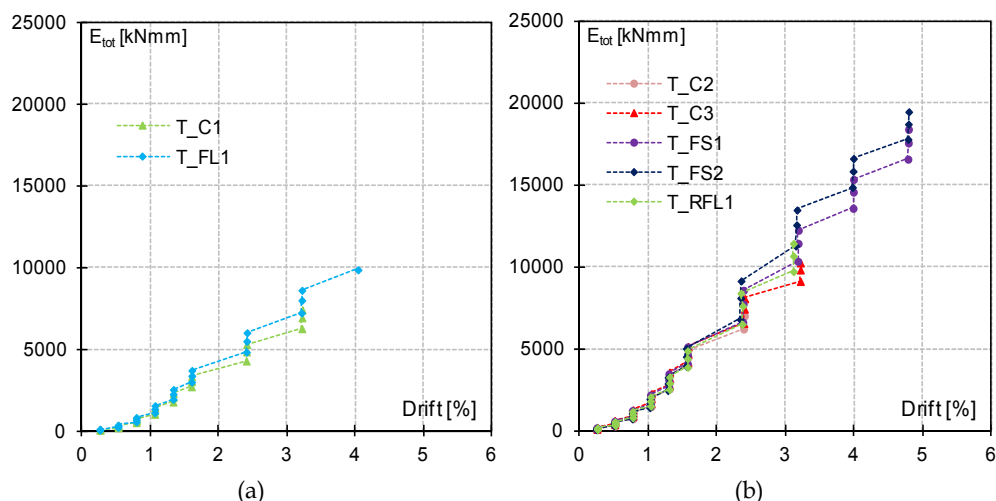 25000
E_tot [kNmm]
20000
T_C1
T_FL1
15000
10000
5000
Drift [%]
0
0 1 2 3 4 5 6
(a)
25000
E_tot [kNmm]
T_C2
T_C3
T_FS1
T_FS2
T_RFL1
20000
15000
10000
5000
Drift [%]
0
0 1 2 3 4 5 6
(b)